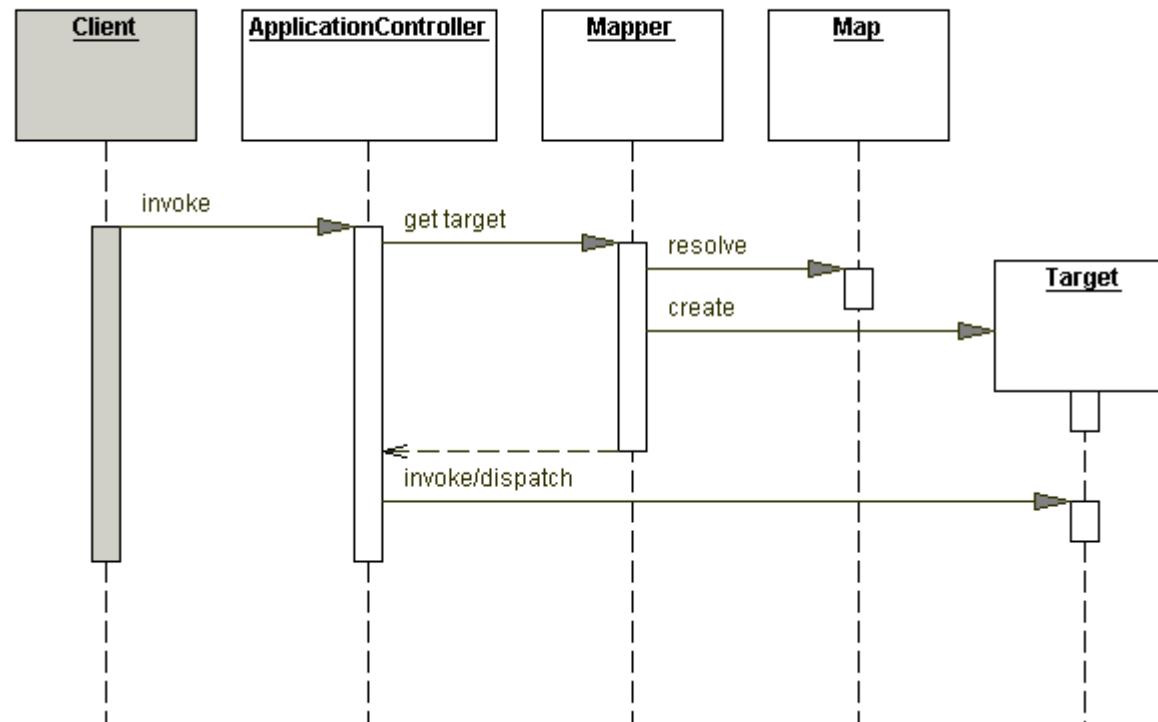 Client
ApplicationController
Mapper
Map
invoke
get target
resolve
Target
create
invoke/dispatch